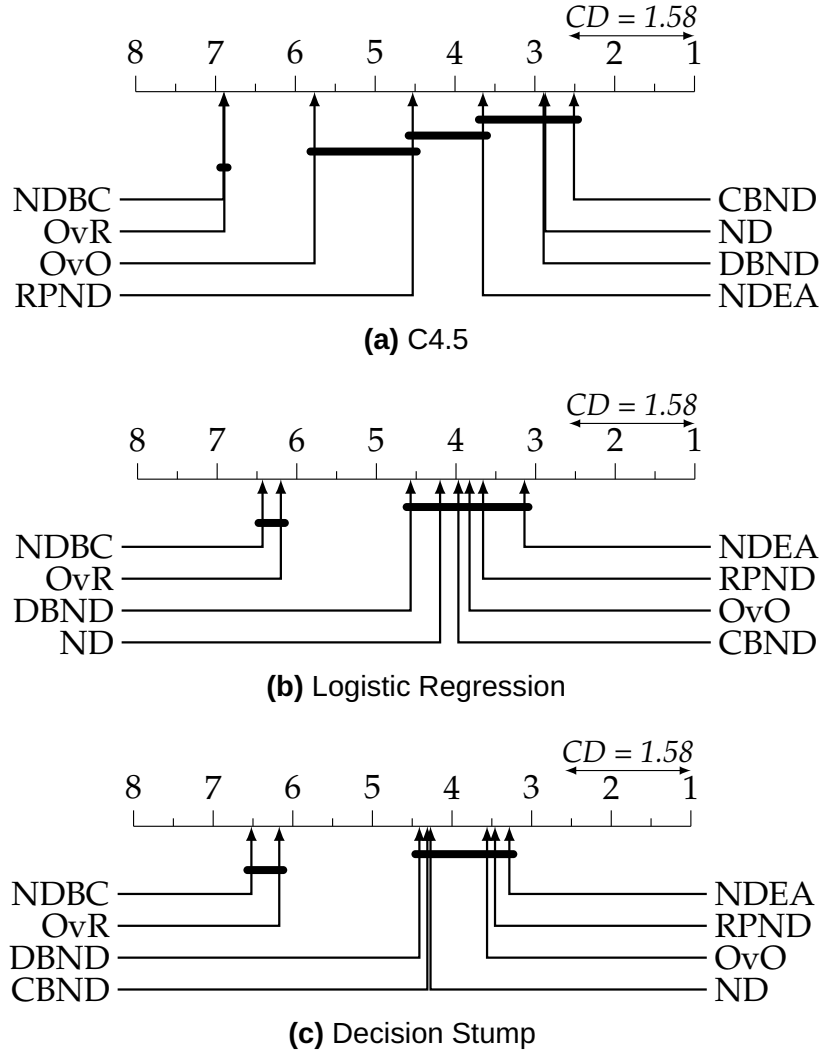 CD = 1.58
8 7 6 5 4 3 2 1
NDBC CBND
OvR ND
OvO DBND
RPND NDEA
(a) C4.5
CD = 1.58
8 7 6 5 4 3 2 1
NDBC NDEA
OvR RPND
DBND OvO
ND CBND
(b) Logistic Regression
CD = 1.58
8 7 6 5 4 3 2 1
NDBC NDEA
OvR RPND
DBND OvO
CBND ND
(c) Decision Stump